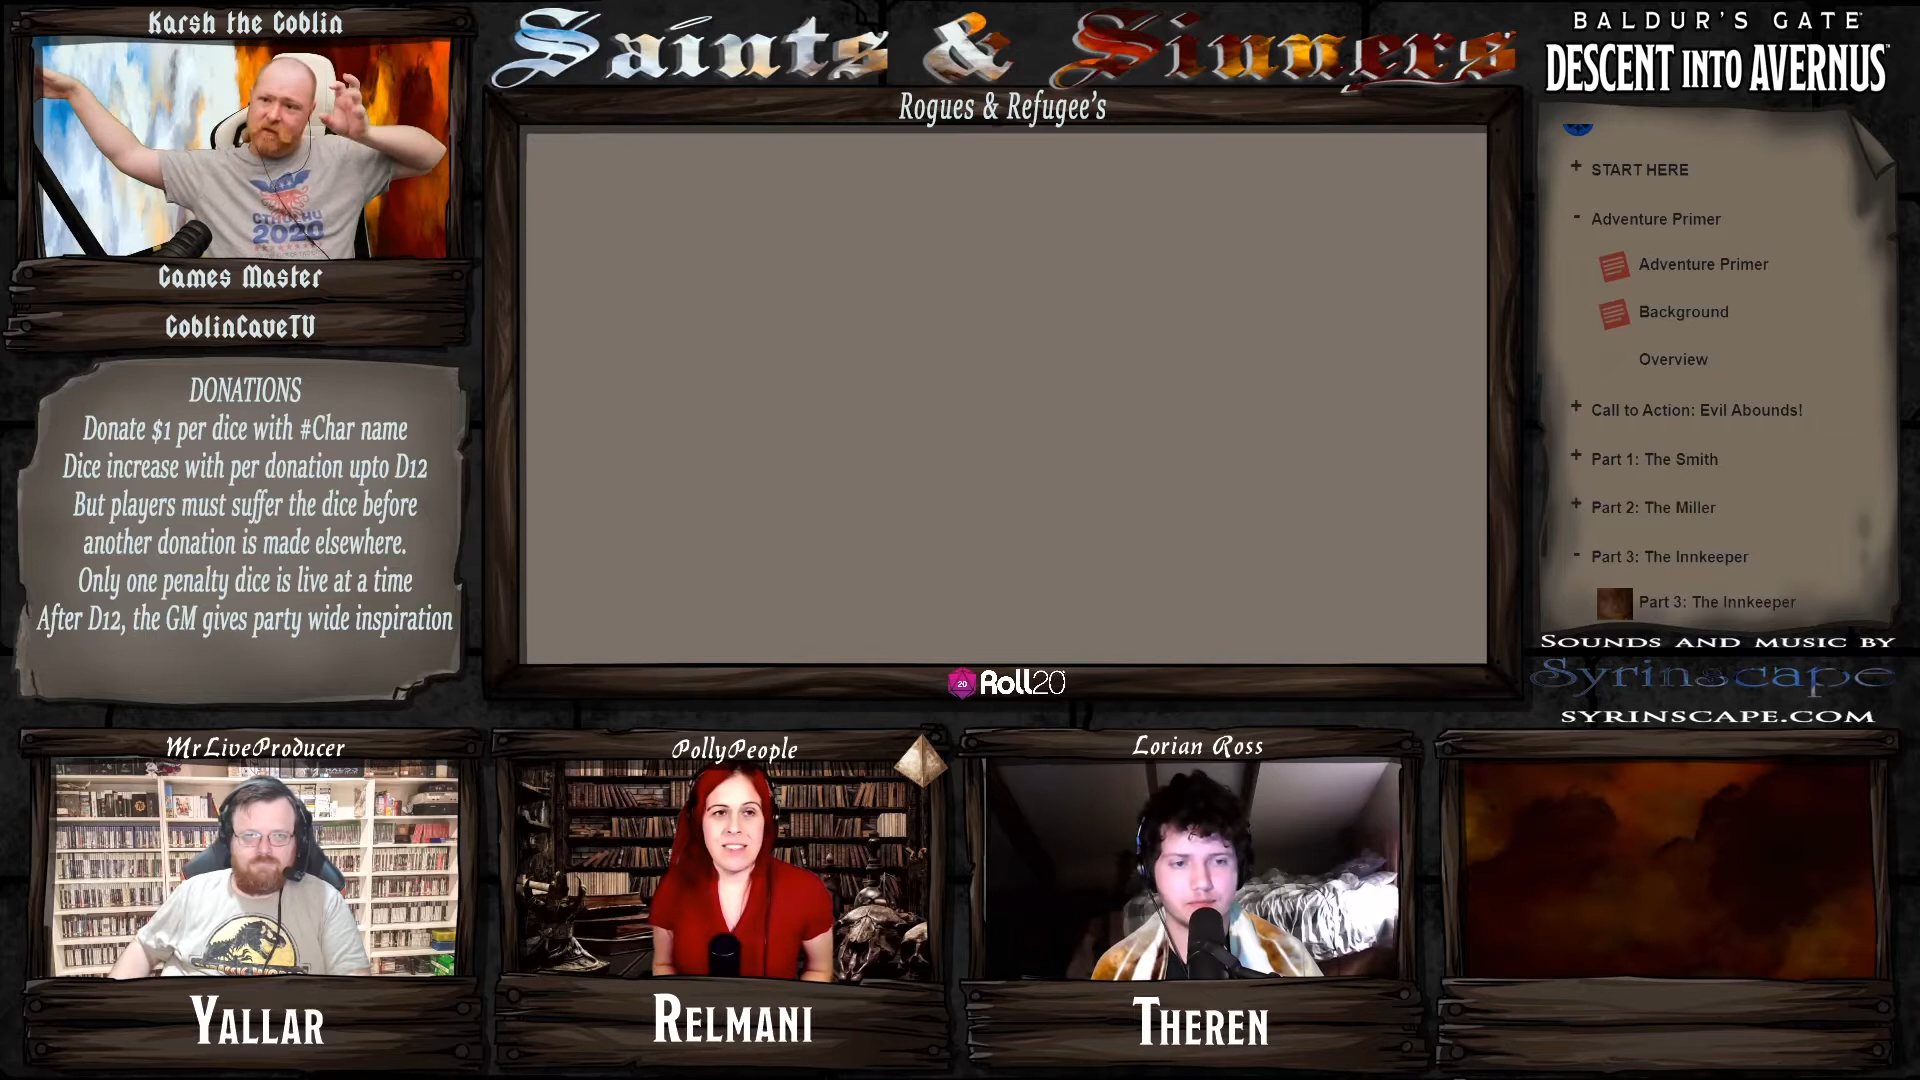 Karsh the Goblin
Games Master
GoblinCaveTV
DONATIONS
Donate $1 per dice with #Char name
Dice increase with per donation upto D12
But players must suffer the dice before
another donation is made elsewhere.
Only one penalty dice is live at a time
After D12, the GM gives party wide inspiration
CTHULHU
2020
Saints & Sinners
Rogues & Refugee's
20
Roll20
BALDUR'S GATE
DESCENT INTO AVERNUS™
+ START HERE
- Adventure Primer
Adventure Primer
Background
Overview
+ Call to Action: Evil Abounds!
+ Part 1: The Smith
+ Part 2: The Miller
- Part 3: The Innkeeper
Part 3: The Innkeeper
SOUNDS AND MUSIC BY
Syrinscape
SYRINSCAPE.COM
MrLiveProducer
YALLAR
PollyPeople
RELMANI
Lorian Ross
THEREN